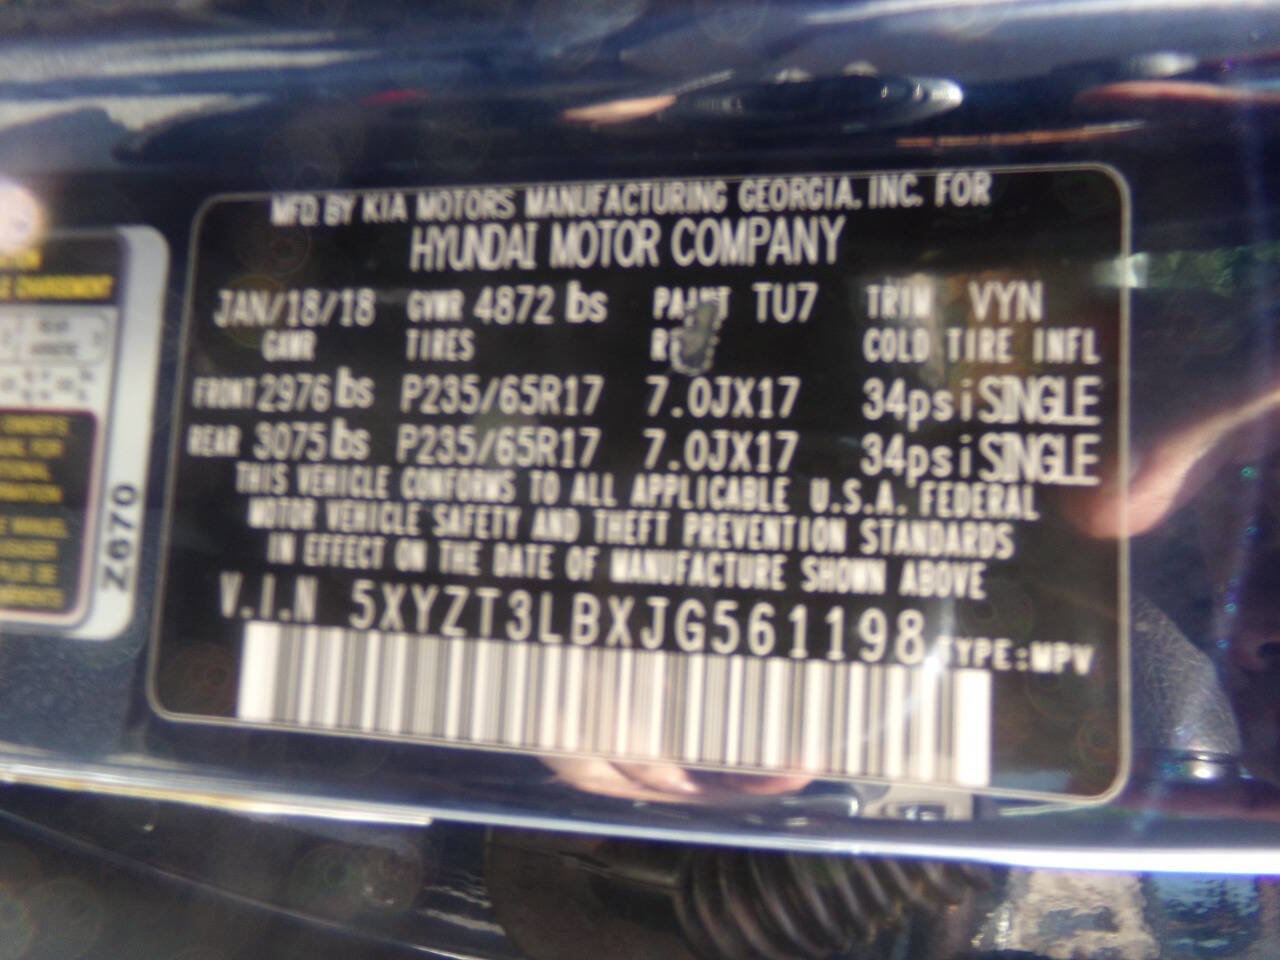 MFD. BY KIA MOTORS MANUFACTURING GEORGIA. INC. FOR
HYUNDAI MOTOR COMPANY
JAN/18/18 GVWR 4872 lbs PAINT TU7 TRIM VYN
GAWR TIRES COLD TIRE INFL
FRONT 2976 lbs P235/65R17 7.0JX17 34psi SINGLE
REAR 3075 lbs P235/65R17 7.0JX17 34psi SINGLE
THIS VEHICLE CONFORMS TO ALL APPLICABLE U.S.A. FEDERAL
MOTOR VEHICLE SAFETY AND THEFT PREVENTION STANDARDS
IN EFFECT ON THE DATE OF MANUFACTURE SHOWN ABOVE
V.I.N 5XYZT3LBXJG561198 TYPE:MPV
Z670